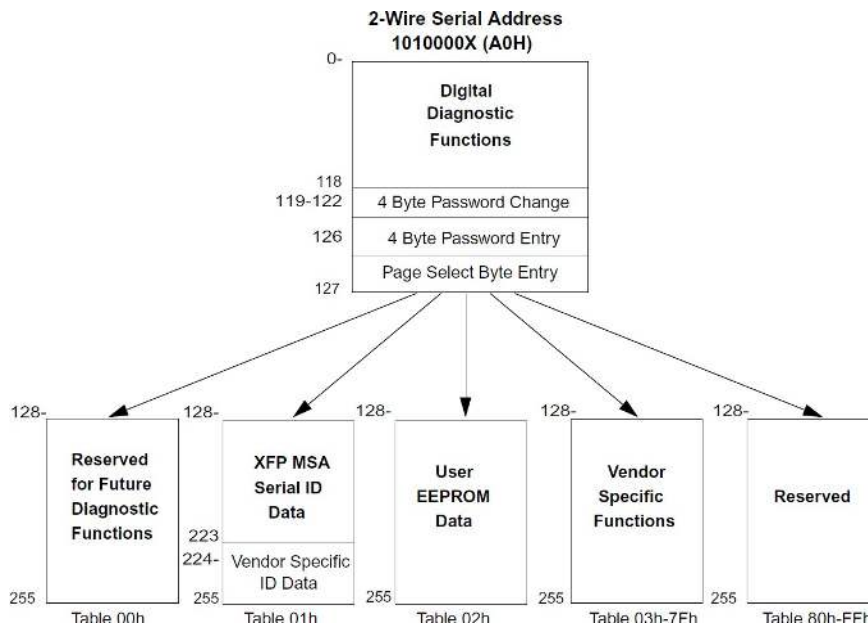 2-Wire Serial Address
1010000X (A0H)
0-
Digital
Diagnostic
Functions
118
119-122
4 Byte Password Change
126
4 Byte Password Entry
Page Select Byte Entry
127
128-
Reserved
for Future
Diagnostic
Functions
255
Table 00h
128-
XFP MSA
Serial ID
Data
223
224-
Vendor Specific
ID Data
255
Table 01h
128-
User
EEPROM
Data
255
Table 02h
128-
Vendor
Specific
Functions
255
Table 03h-7Fh
128-
Reserved
255
Table 80h-FFh